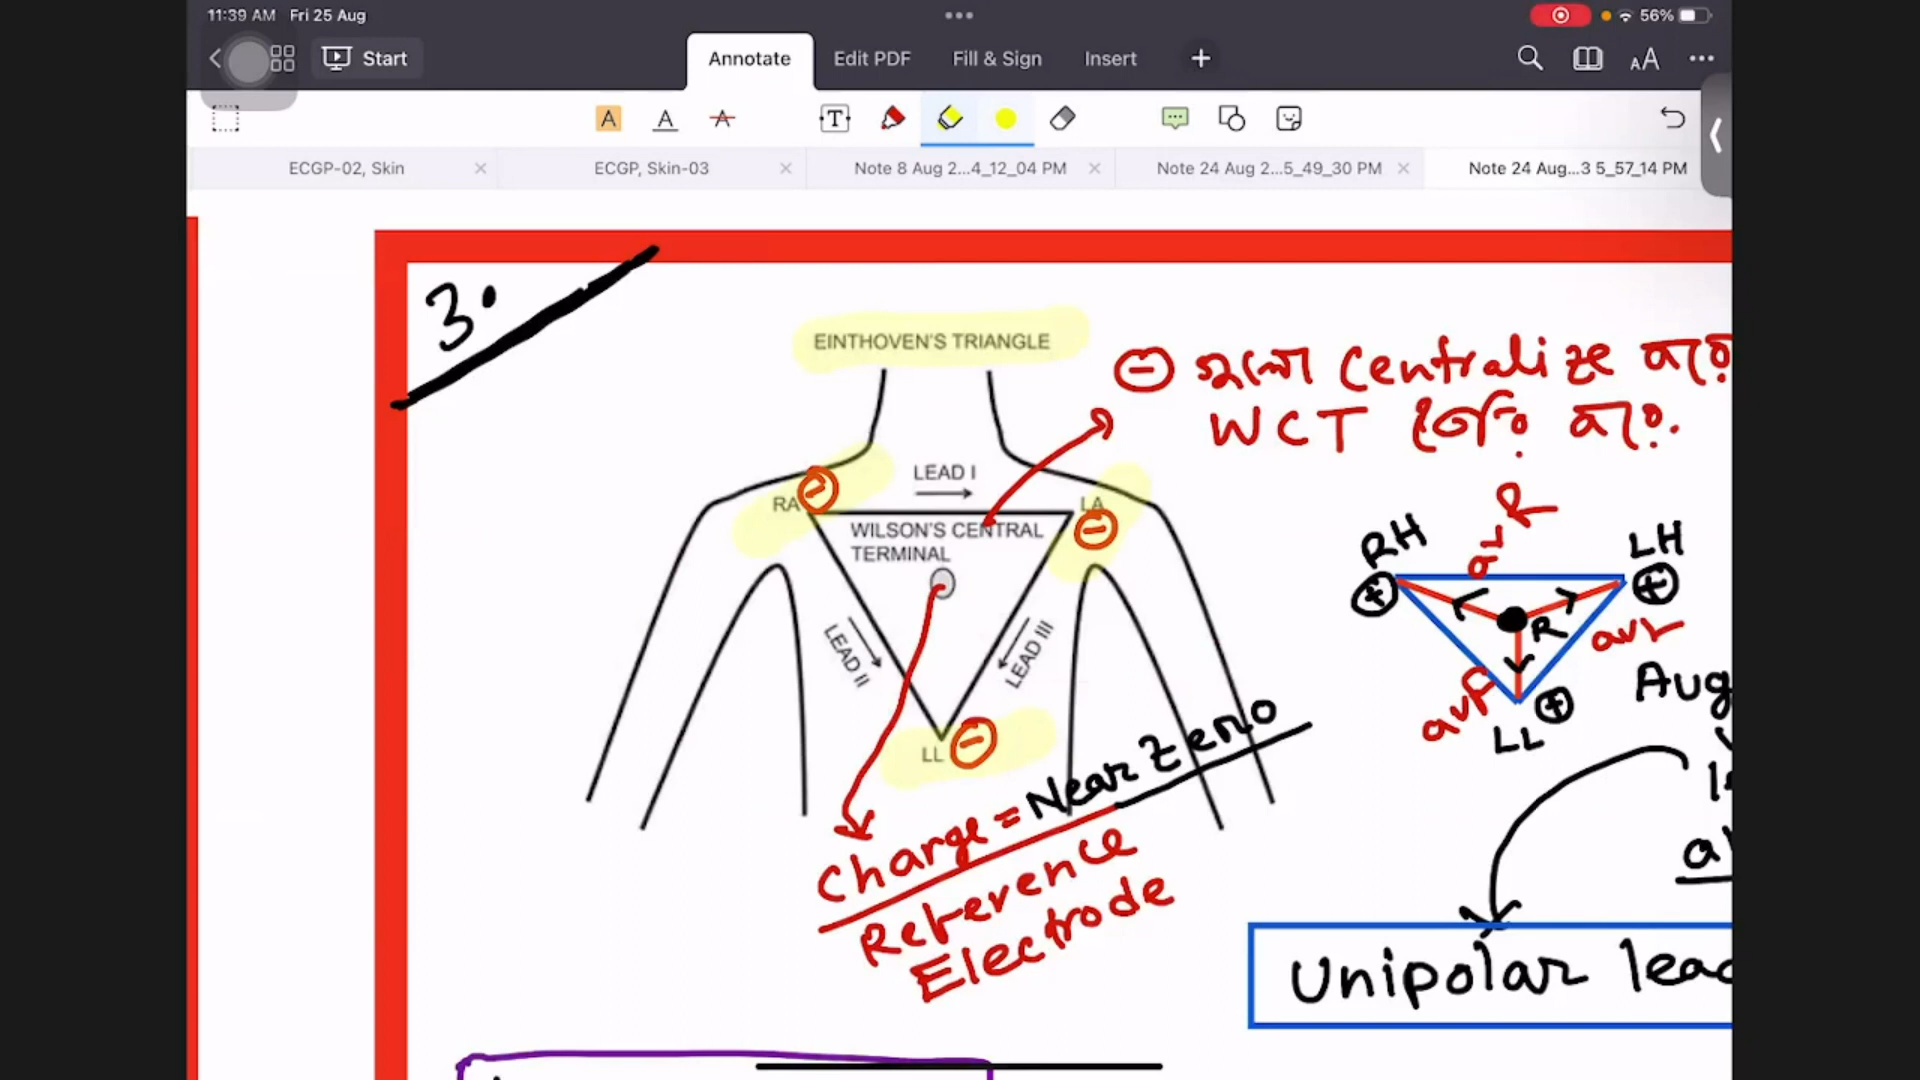 11:39 AM Fri 25 Aug
56%
Start
Annotate
Edit PDF
Fill & Sign
Insert
ECGP-02, Skin
ECGP, Skin-03
Note 8 Aug 2...4_12_04 PM
Note 24 Aug 2...5_49_30 PM
Note 24 Aug...3 5_57_14 PM
3.
EINTHOVEN'S TRIANGLE
centralize
WCT
LEAD I
RA
LA
WILSON'S CENTRAL
TERMINAL
LEAD II
LEAD III
LL
Charge = Near Zero
Reference
Electrode
avR
RH
LH
R
avL
avF
LL
Aug
Unipolar lead